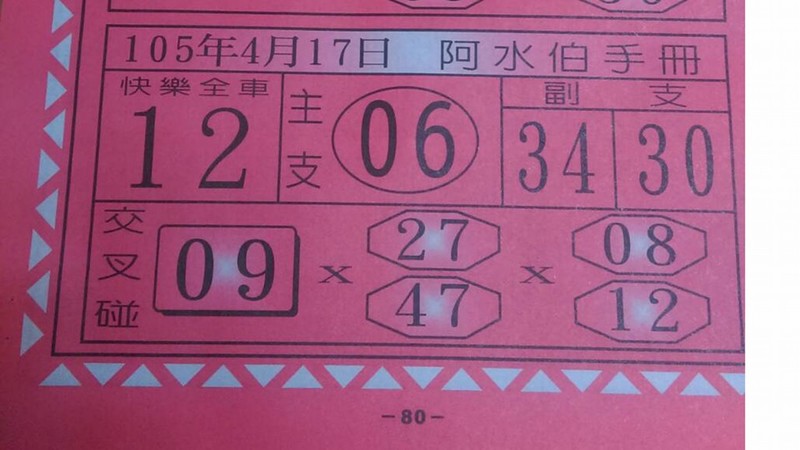 105年4月17日 阿水伯手冊
快樂全車 主支 副支
12 06 34 30
交叉碰
09 x 27 x 08
47 12
-80-